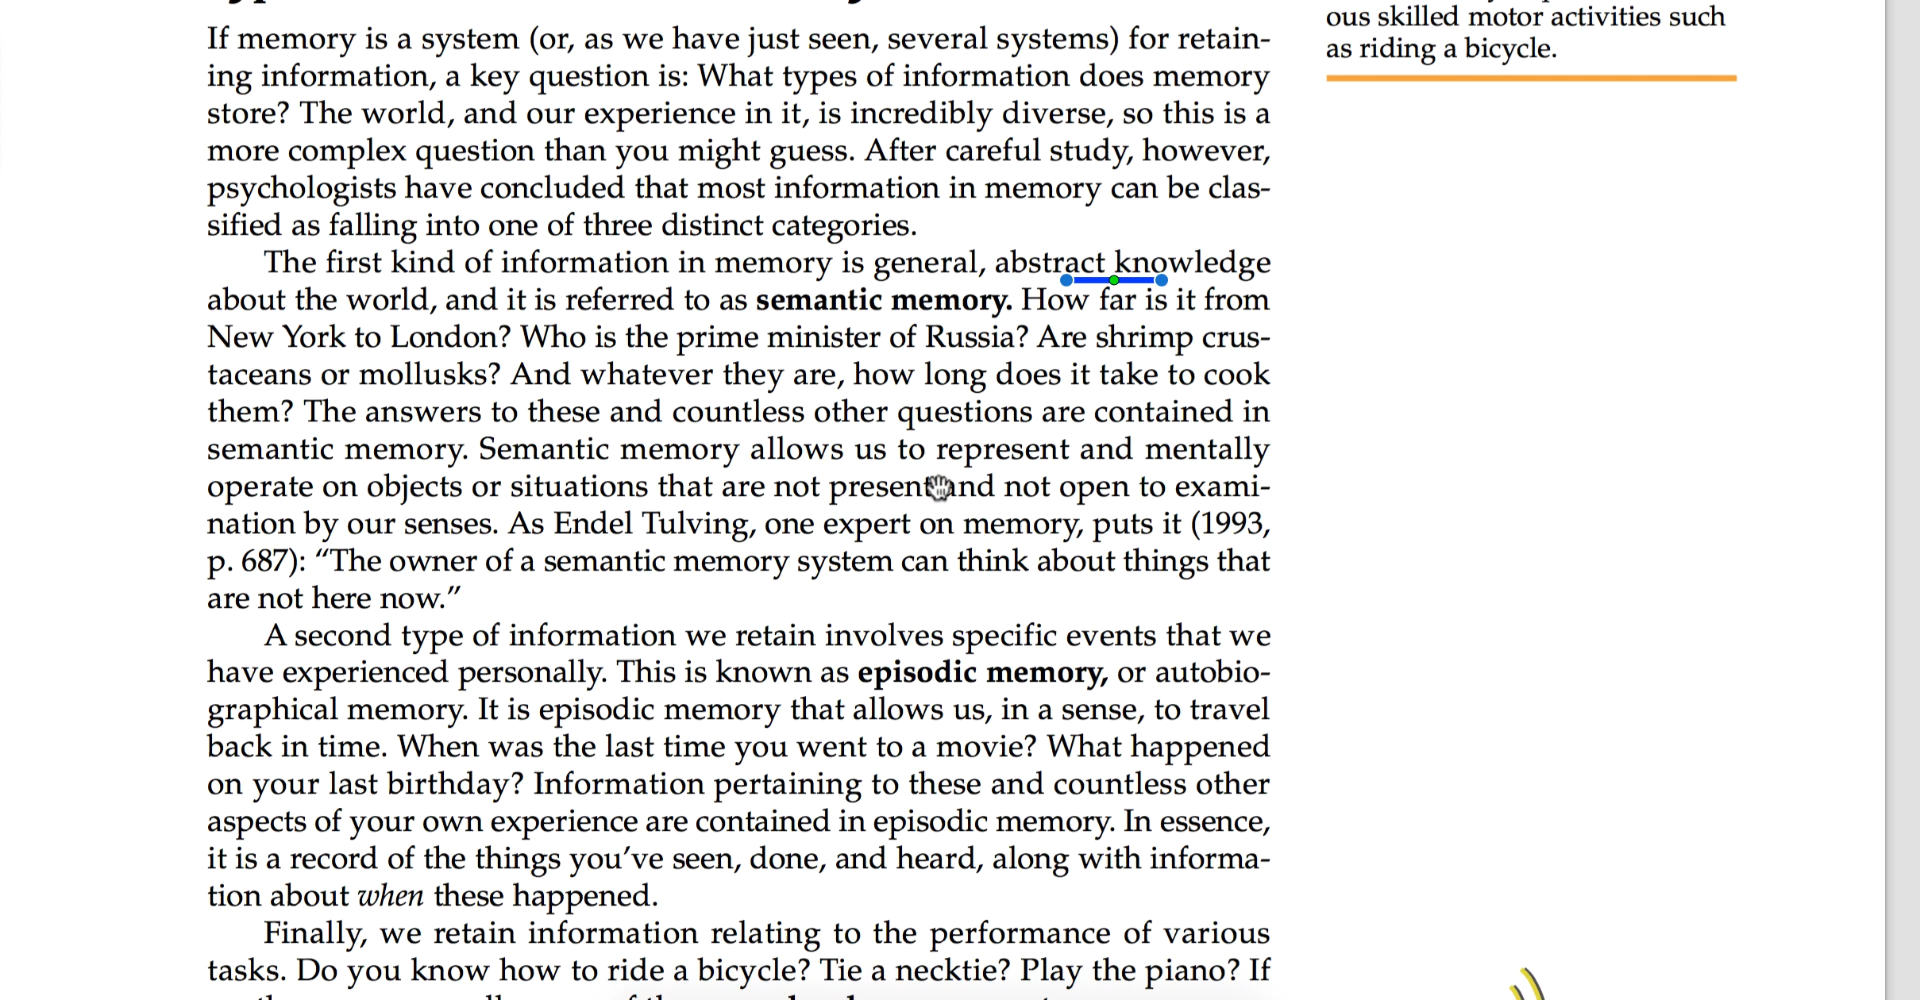 If memory is a system (or, as we have just seen, several systems) for retain-
ing information, a key question is: What types of information does memory
store? The world, and our experience in it, is incredibly diverse, so this is a
more complex question than you might guess. After careful study, however,
psychologists have concluded that most information in memory can be clas-
sified as falling into one of three distinct categories.
The first kind of information in memory is general, abstract knowledge
about the world, and it is referred to as semantic memory. How far is it from
New York to London? Who is the prime minister of Russia? Are shrimp crus-
taceans or mollusks? And whatever they are, how long does it take to cook
them? The answers to these and countless other questions are contained in
semantic memory. Semantic memory allows us to represent and mentally
operate on objects or situations that are not present and not open to exami-
nation by our senses. As Endel Tulving, one expert on memory, puts it (1993,
p. 687): “The owner of a semantic memory system can think about things that
are not here now.”
A second type of information we retain involves specific events that we
have experienced personally. This is known as episodic memory, or autobio-
graphical memory. It is episodic memory that allows us, in a sense, to travel
back in time. When was the last time you went to a movie? What happened
on your last birthday? Information pertaining to these and countless other
aspects of your own experience are contained in episodic memory. In essence,
it is a record of the things you’ve seen, done, and heard, along with informa-
tion about when these happened.
Finally, we retain information relating to the performance of various
tasks. Do you know how to ride a bicycle? Tie a necktie? Play the piano? If
ous skilled motor activities such
as riding a bicycle.